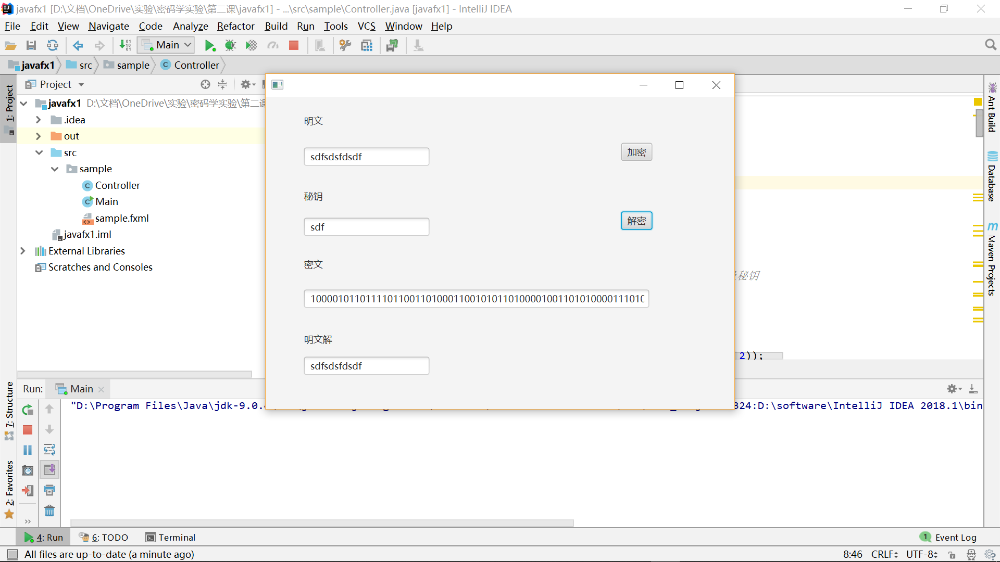 javafx1 [D:\文档\OneDrive\实验\密码学实验\第二课\javafx1] - ...\src\sample\Controller.java [javafx1] - IntelliJ IDEA
File Edit View Navigate Code Analyze Refactor Build Run Tools VCS Window Help
Main
javafx1 src sample Controller
Project
1: Project
javafx1 D:\文档\OneDrive\实验\密码学实验\第二课
.idea
out
src
sample
Controller
Main
sample.fxml
javafx1.iml
External Libraries
Scratches and Consoles
明文
sdfsdsfdsdf
加密
秘钥
sdf
解密
密文
1000010110111101100110100011001010110100001001101010000111010
明文解
sdfsdsfdsdf
秘钥
2));
Ant Build
Database
Maven Projects
7: Structure
2: Favorites
Run: Main
"D:\Program Files\Java\jdk-9.0. 324:D:\software\IntelliJ IDEA 2018.1\bin
4: Run 6: TODO Terminal
1 Event Log
All files are up-to-date (a minute ago)
8:46 CRLF UTF-8